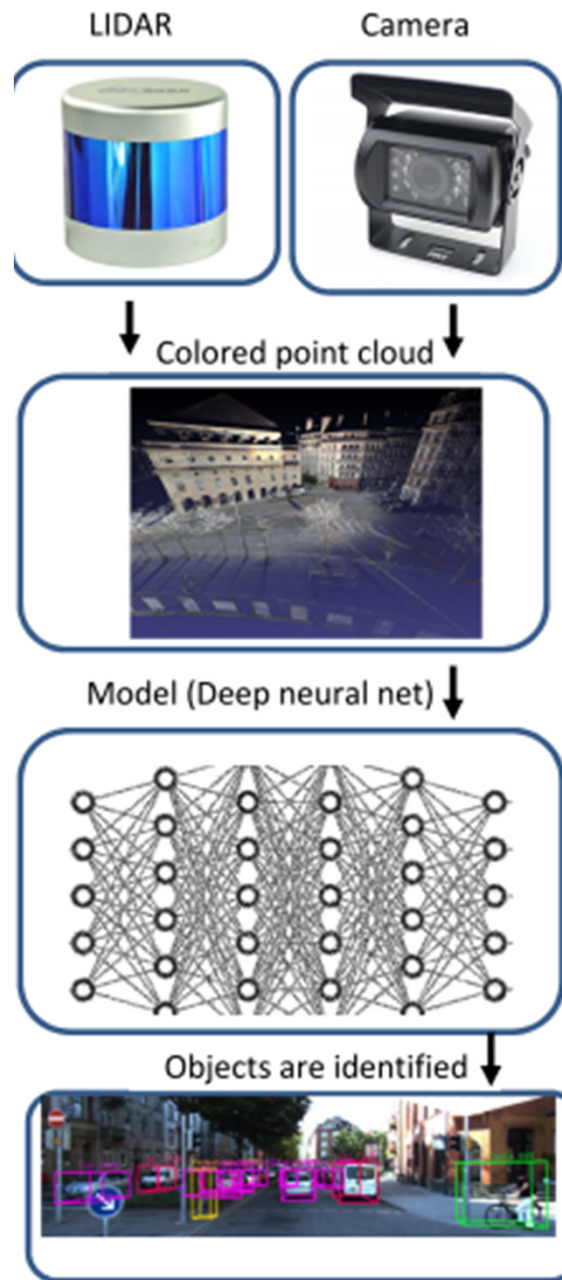 LIDAR
Camera
Colored point cloud
Model (Deep neural net)
Objects are identified